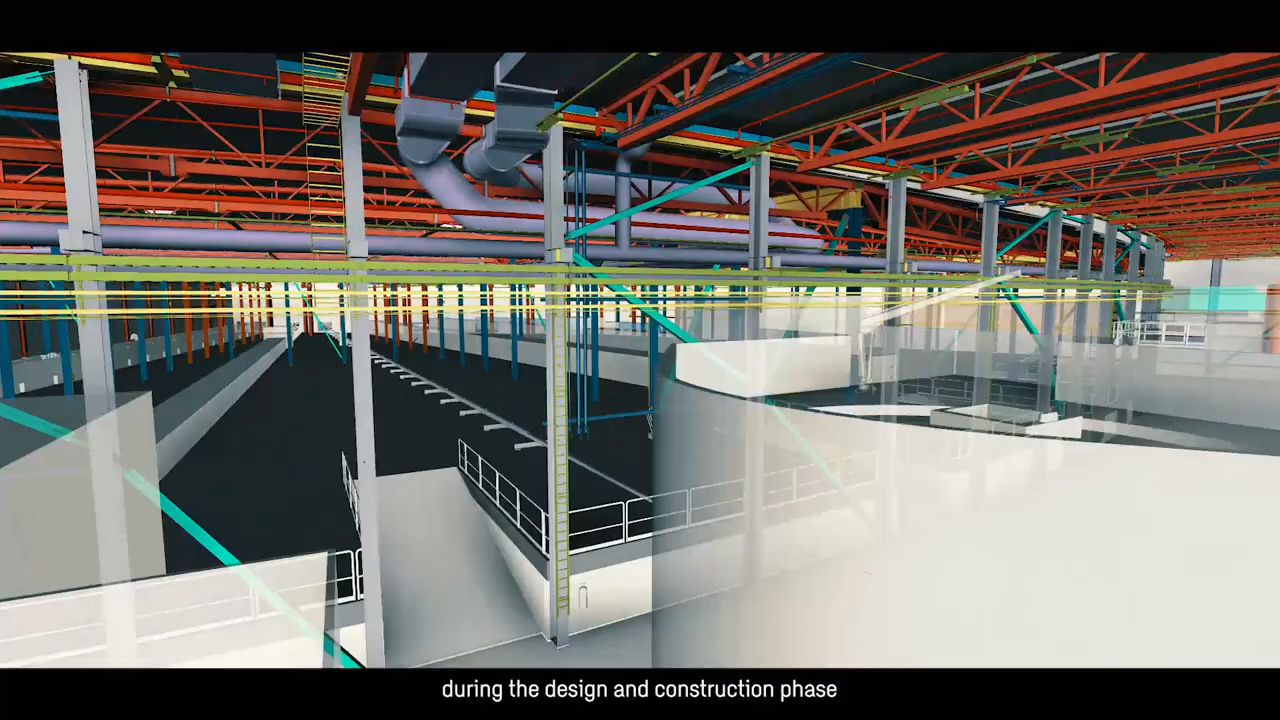 during the design and construction phase